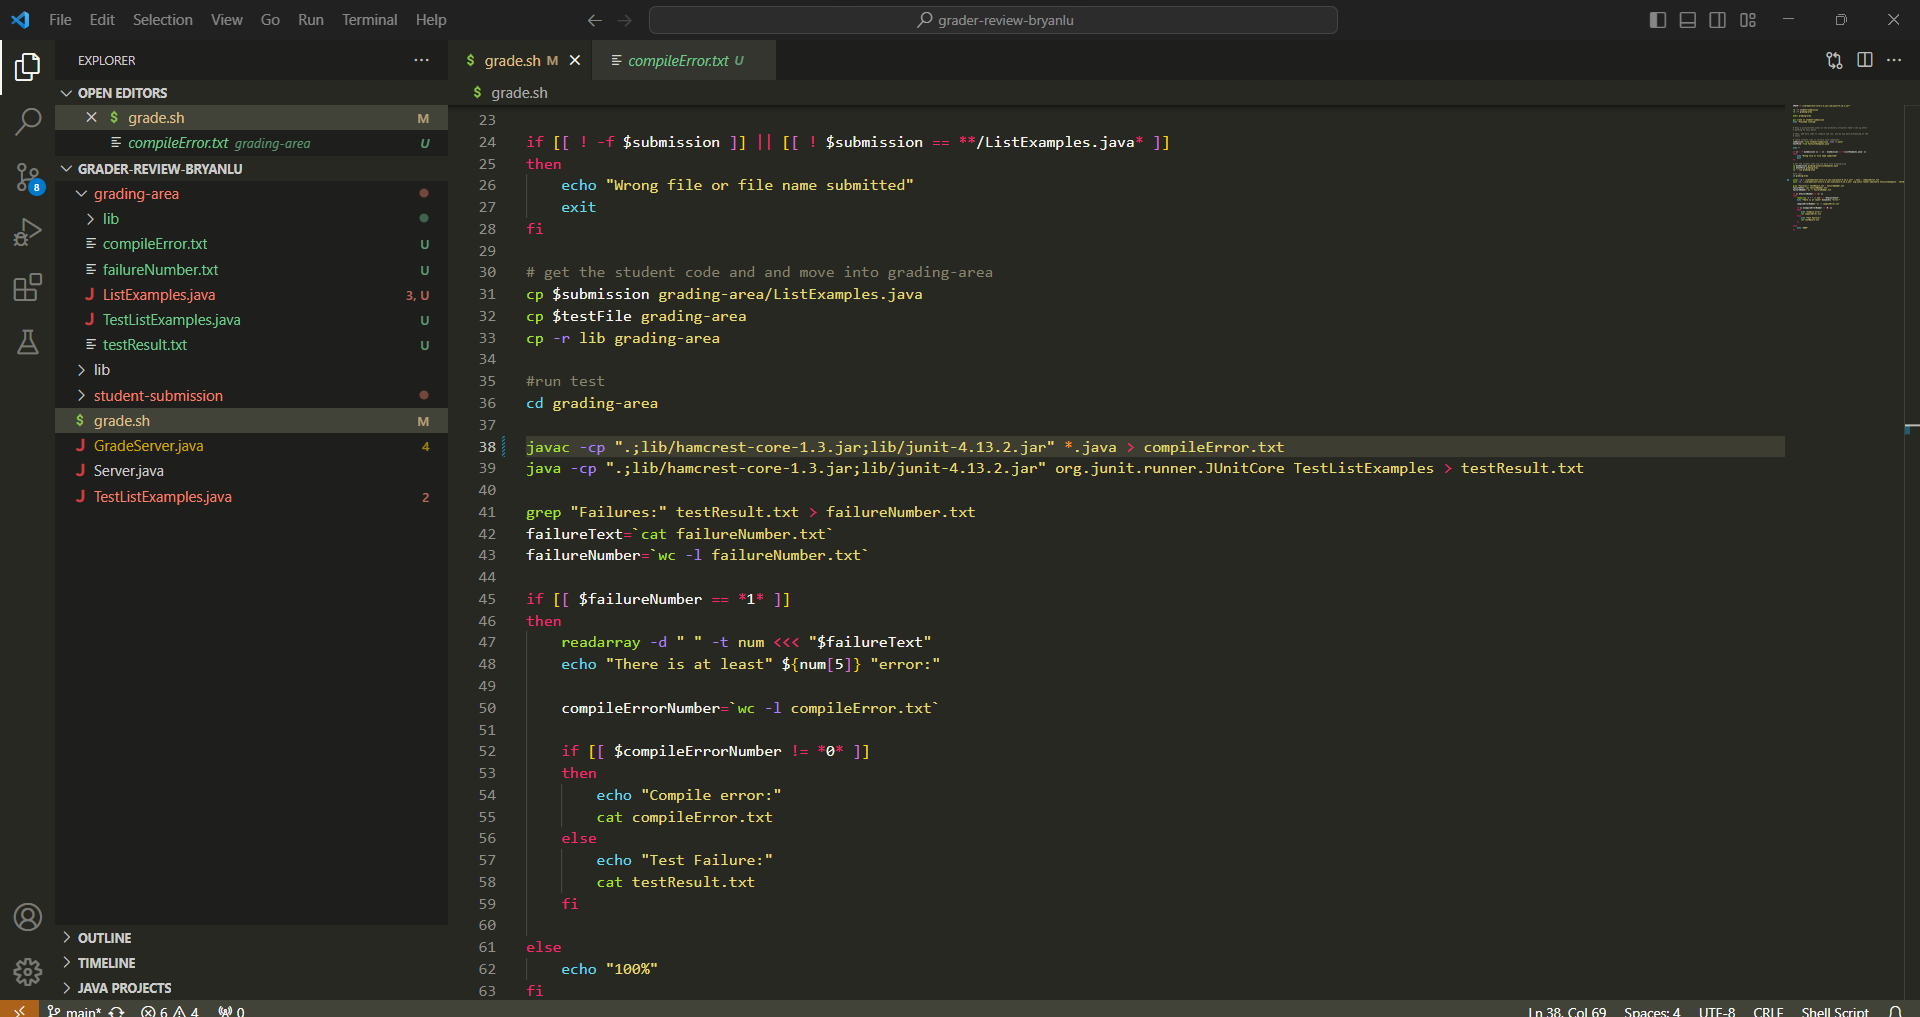 File Edit Selection View Go Run Terminal Help
grader-review-bryanlu
EXPLORER
OPEN EDITORS
$ grade.sh M
compileError.txt grading-area U
GRADER-REVIEW-BRYANLU
grading-area
lib
compileError.txt U
failureNumber.txt U
J ListExamples.java 3, U
J TestListExamples.java U
testResult.txt U
lib
student-submission
$ grade.sh M
J GradeServer.java 4
J Server.java
J TestListExamples.java 2
OUTLINE
TIMELINE
JAVA PROJECTS
8
$ grade.sh M
compileError.txt U
$ grade.sh
23
24 if [[ ! -f $submission ]] || [[ ! $submission == **/ListExamples.java* ]]
25 then
26 echo "Wrong file or file name submitted"
27 exit
28 fi
29
30 # get the student code and and move into grading-area
31 cp $submission grading-area/ListExamples.java
32 cp $testFile grading-area
33 cp -r lib grading-area
34
35 #run test
36 cd grading-area
37
38 javac -cp ".;lib/hamcrest-core-1.3.jar;lib/junit-4.13.2.jar" *.java > compileError.txt
39 java -cp ".;lib/hamcrest-core-1.3.jar;lib/junit-4.13.2.jar" org.junit.runner.JUnitCore TestListExamples > testResult.txt
40
41 grep "Failures:" testResult.txt > failureNumber.txt
42 failureText=`cat failureNumber.txt`
43 failureNumber=`wc -l failureNumber.txt`
44
45 if [[ $failureNumber == *1* ]]
46 then
47 readarray -d " " -t num <<< "$failureText"
48 echo "There is at least" ${num[5]} "error:"
49
50 compileErrorNumber=`wc -l compileError.txt`
51
52 if [[ $compileErrorNumber != *0* ]]
53 then
54 echo "Compile error:"
55 cat compileError.txt
56 else
57 echo "Test Failure:"
58 cat testResult.txt
59 fi
60
61 else
62 echo "100%"
63 fi
main* 6 4 0
Ln 38, Col 69 Spaces: 4 UTF-8 CRLF Shell Script